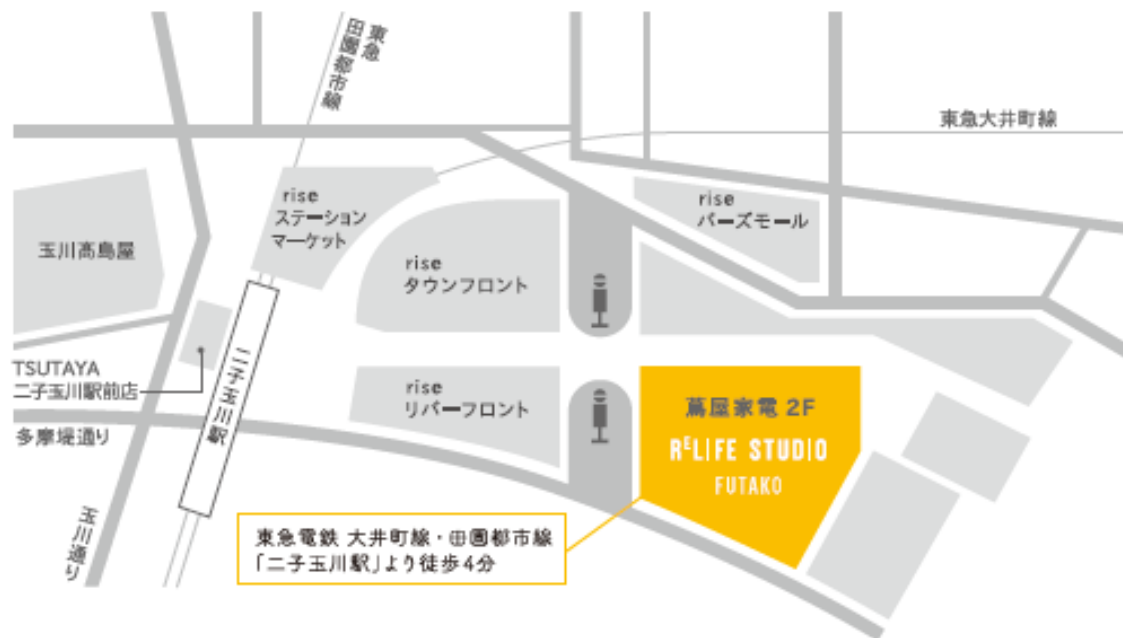 東急
田園都市線
東急大井町線
rise
ステーション
マーケット
rise
バーズモール
玉川髙島屋
rise
タウンフロント
TSUTAYA
二子玉川駅前店
二子玉川駅
rise
リバーフロント
蔦屋家電 2F
RELIFE STUDIO
FUTAKO
多摩堤通り
玉川通り
東急電鉄 大井町線・田園都市線
「二子玉川駅」より徒歩4分